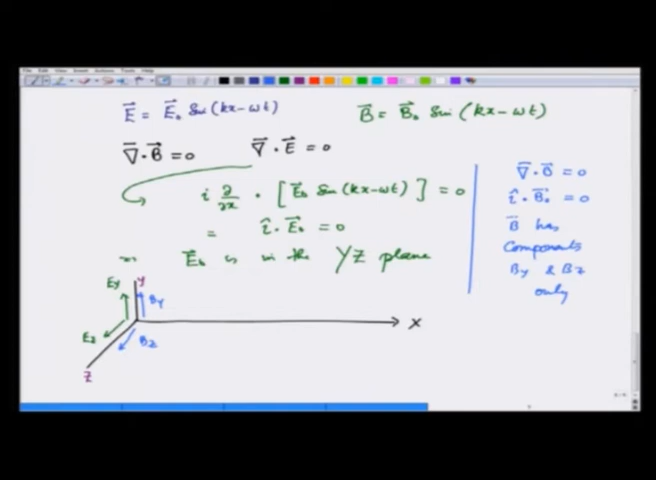 E⃗ = E⃗₀ Sin(kx-ωt)    B⃗ = B⃗₀ Sin(kx-ωt)
∇⃗·B⃗ = 0    ∇⃗·E⃗ = 0
i ∂/∂x · [E⃗₀ Sin(kx-ωt)] = 0
= î·E⃗₀ = 0
E⃗₀ is in the YZ plane
∇⃗·B⃗ = 0
î·B⃗₀ = 0
B⃗ has
Components
By & Bz
only
Ey Y By
Ez Bz X
Z